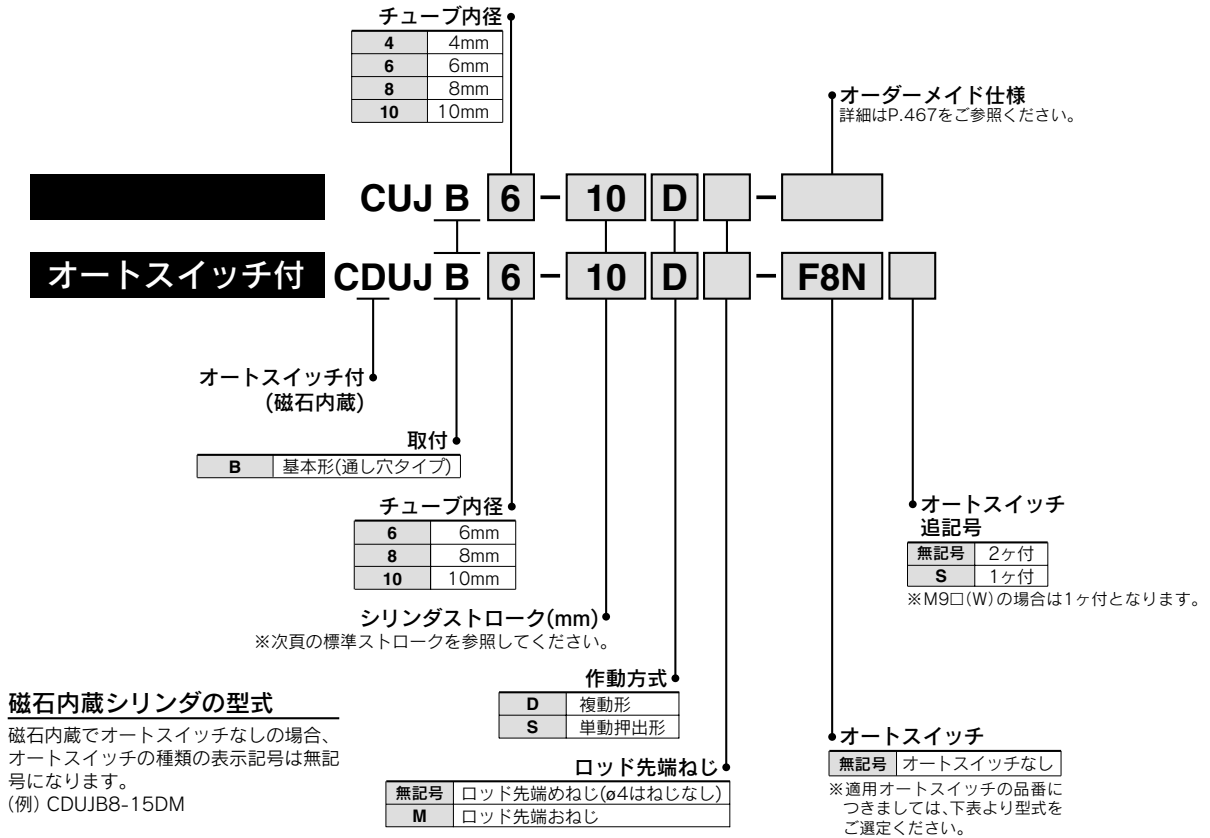 チューブ内径
4 4mm
6 6mm
8 8mm
10 10mm
オーダーメイド仕様
詳細はP.467をご参照ください。
CUJ B 6 - 10 D -
オートスイッチ付 CDUJ B 6 - 10 D - F8N
オートスイッチ付
(磁石内蔵)
取付
B 基本形(通し穴タイプ)
チューブ内径
6 6mm
8 8mm
10 10mm
シリンダストローク(mm)
※次頁の標準ストロークを参照してください。
作動方式
D 複動形
S 単動押出形
ロッド先端ねじ
無記号 ロッド先端めねじ(ø4はねじなし)
M ロッド先端おねじ
オートスイッチ
追記号
無記号 2ヶ付
S 1ヶ付
※M9□(W)の場合は1ヶ付となります。
オートスイッチ
無記号 オートスイッチなし
※適用オートスイッチの品番に
つきましては、下表より型式を
ご選定ください。
磁石内蔵シリンダの型式
磁石内蔵でオートスイッチなしの場合、
オートスイッチの種類の表示記号は無記
号になります。
(例) CDUJB8-15DM